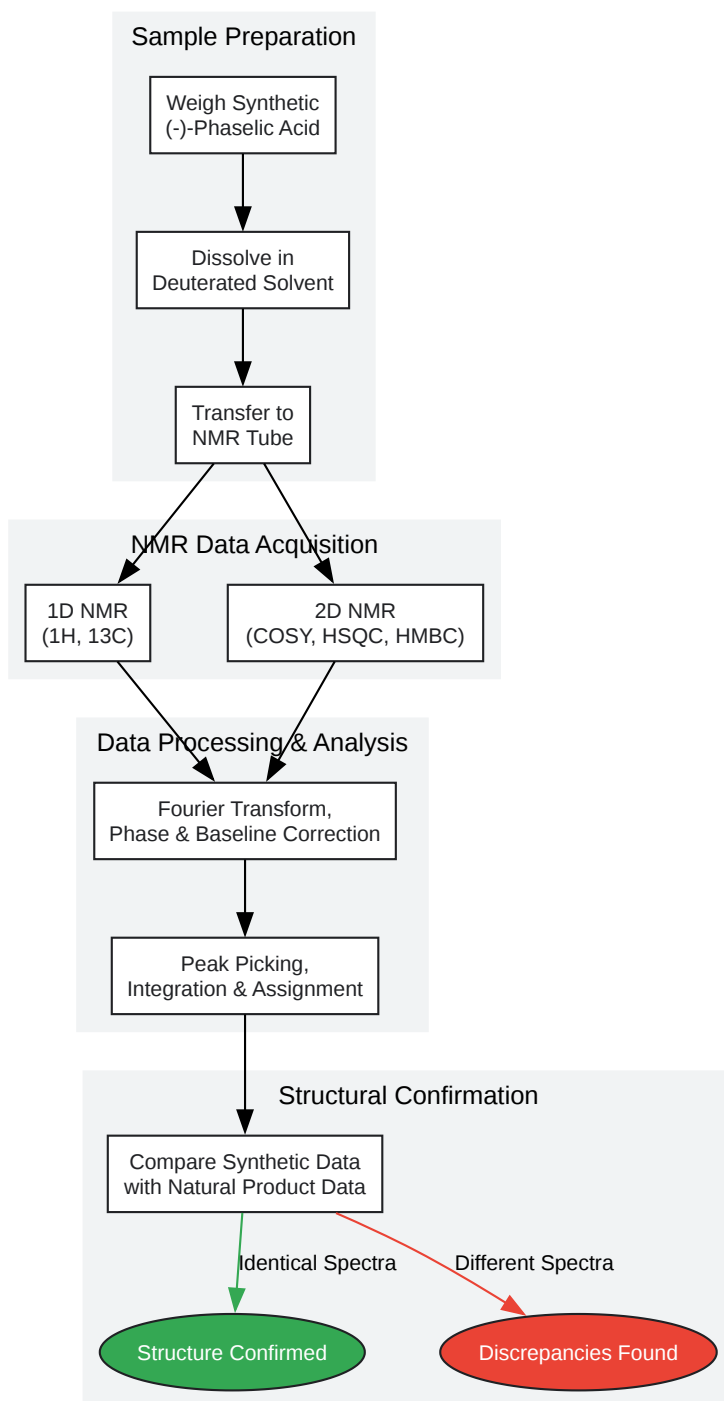 Sample Preparation
Weigh Synthetic
(-)-Phaselic Acid
Dissolve in
Deuterated Solvent
Transfer to
NMR Tube
NMR Data Acquisition
1D NMR
(1H, 13C)
2D NMR
(COSY, HSQC, HMBC)
Data Processing & Analysis
Fourier Transform,
Phase & Baseline Correction
Peak Picking,
Integration & Assignment
Structural Confirmation
Compare Synthetic Data
with Natural Product Data
Identical Spectra
Different Spectra
Structure Confirmed
Discrepancies Found